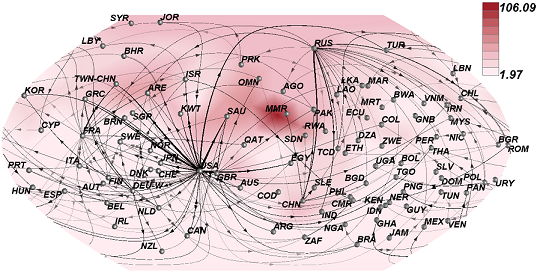 SYR JOR
106.09
LBY
RUS
TUR
BHR
PRK
LBN
TWN-CHN
ISR
OMN
1.97
KOR
GRC
ARE
AGO
LKA MAR
LAO
CHL
KWT
SAU
MMR
PAK
MRT
BWA
VNM
IRN
BRN
SGP
ECU
GNB
MYS
CYP
FRA
SWE
NOR
QAT
SDN
RWA
DZA
ZWE
PER
NIC
BGR
TCD
ETH
THA
ROM
PRT
ITA
JPN
USA
EGY
UGA
BOL
DNK
CHE
GBR
AUS
BGD
TGO
SLV
HUN
ESP
AUT
FIN
DEU
COD
SLE
PNG
DOM
POL
URY
PHL
KEN
NER
TUN
PAN
BEL
NLD
CHN
CMR
IDN
GUY
IRL
IND
GHA
MEX
VEN
CAN
ARG
NGA
JAM
NZL
ZAF
BRA